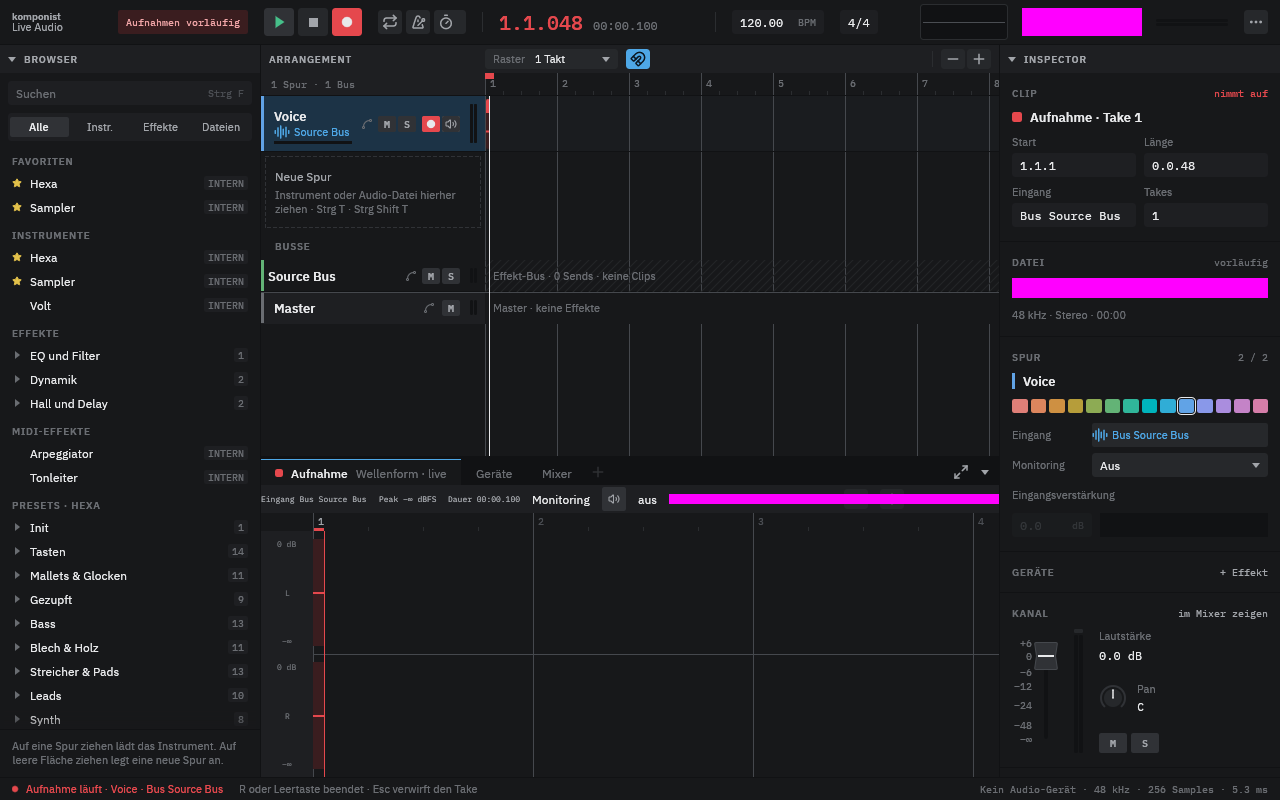 komponist
Live Audio
Aufnahmen vorläufig
1.1.048 00:00.100
120.00 BPM
4/4
BROWSER
Suchen Strg F
Alle Instr. Effekte Dateien
FAVORITEN
Hexa INTERN
Sampler INTERN
INSTRUMENTE
Hexa INTERN
Sampler INTERN
Volt INTERN
EFFEKTE
EQ und Filter 1
Dynamik 2
Hall und Delay 2
MIDI-EFFEKTE
Arpeggiator INTERN
Tonleiter INTERN
PRESETS · HEXA
Init 1
Tasten 14
Mallets & Glocken 11
Gezupft 9
Bass 13
Blech & Holz 11
Streicher & Pads 13
Leads 10
Synth 8
Auf eine Spur ziehen lädt das Instrument. Auf
leere Fläche ziehen legt eine neue Spur an.
ARRANGEMENT
Raster 1 Takt
1 Spur · 1 Bus
1 2 3 4 5 6 7 8
Voice
Source Bus
M S
Neue Spur
Instrument oder Audio-Datei hierher
ziehen · Strg T · Strg Shift T
BUSSE
Source Bus M S
Effekt-Bus · 0 Sends · keine Clips
Master M
Master · keine Effekte
Aufnahme Wellenform · live Geräte Mixer +
Eingang Bus Source Bus Peak -∞ dBFS Dauer 00:00.100 Monitoring aus
1 2 3 4
0 dB
L
-∞
0 dB
R
-∞
INSPECTOR
CLIP nimmt auf
Aufnahme · Take 1
Start Länge
1.1.1 0.0.48
Eingang Takes
Bus Source Bus 1
DATEI vorläufig
48 kHz · Stereo · 00:00
SPUR 2 / 2
Voice
Eingang Bus Source Bus
Monitoring Aus
Eingangsverstärkung
0.0 dB
GERÄTE + Effekt
KANAL im Mixer zeigen
+6
0
-6
-12
-24
-48
-∞
Lautstärke
0.0 dB
Pan
C
M S
Aufnahme läuft · Voice · Bus Source Bus R oder Leertaste beendet · Esc verwirft den Take
Kein Audio-Gerät · 48 kHz · 256 Samples · 5.3 ms